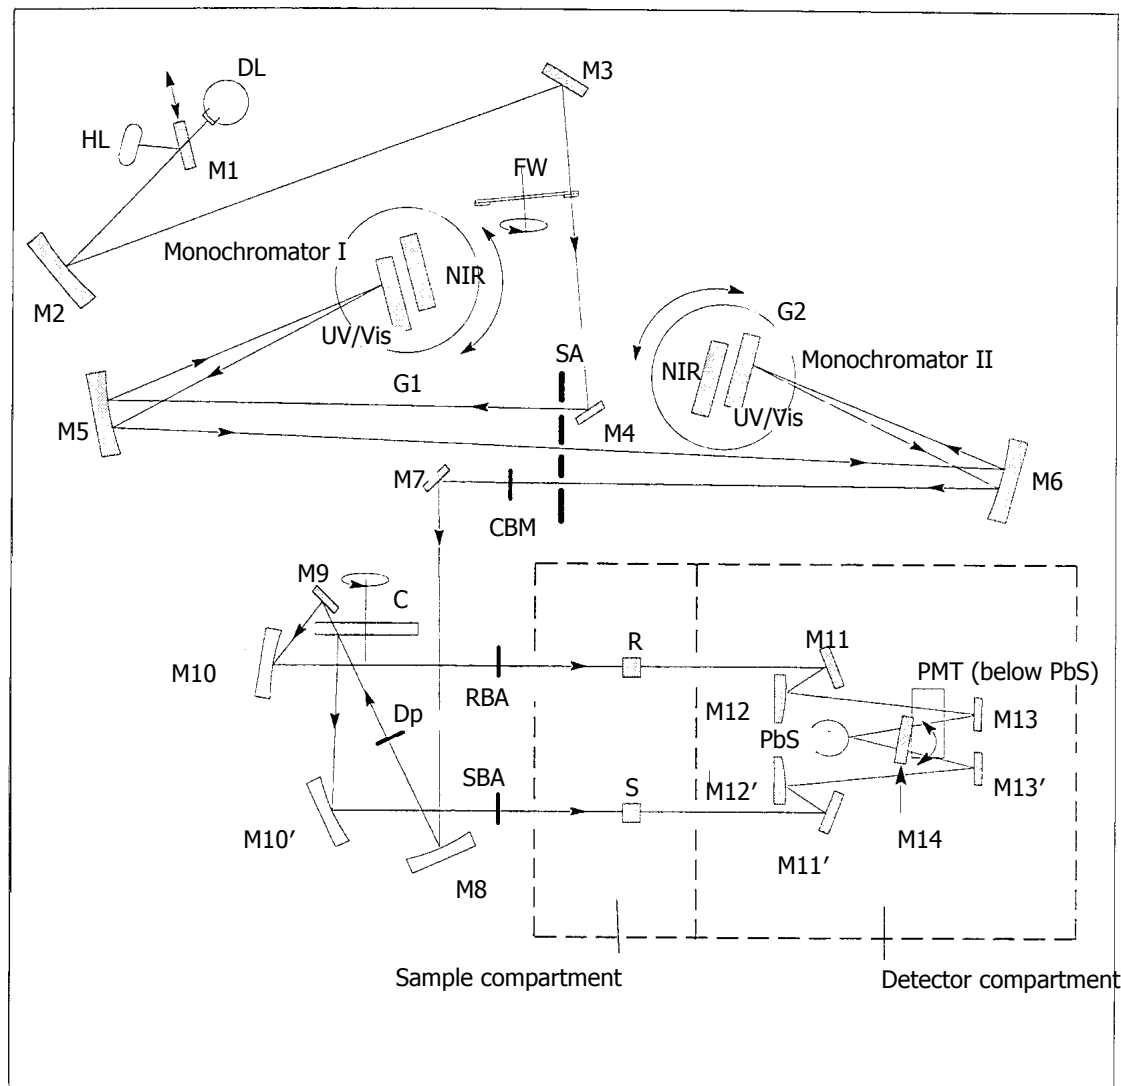 M3
DL
HL
M1
FW
Monochromator I
NIR
M2
G2
UV/Vis
SA
Monochromator II
NIR
G1
UV/Vis
M5
M4
M7
M6
CBM
M9
C
R
M11
M10
PMT (below PbS)
RBA
Dp
M12
M13
PbS
SBA
S
M12′
M13′
M10′
M14
M11′
M8
Sample compartment
Detector compartment